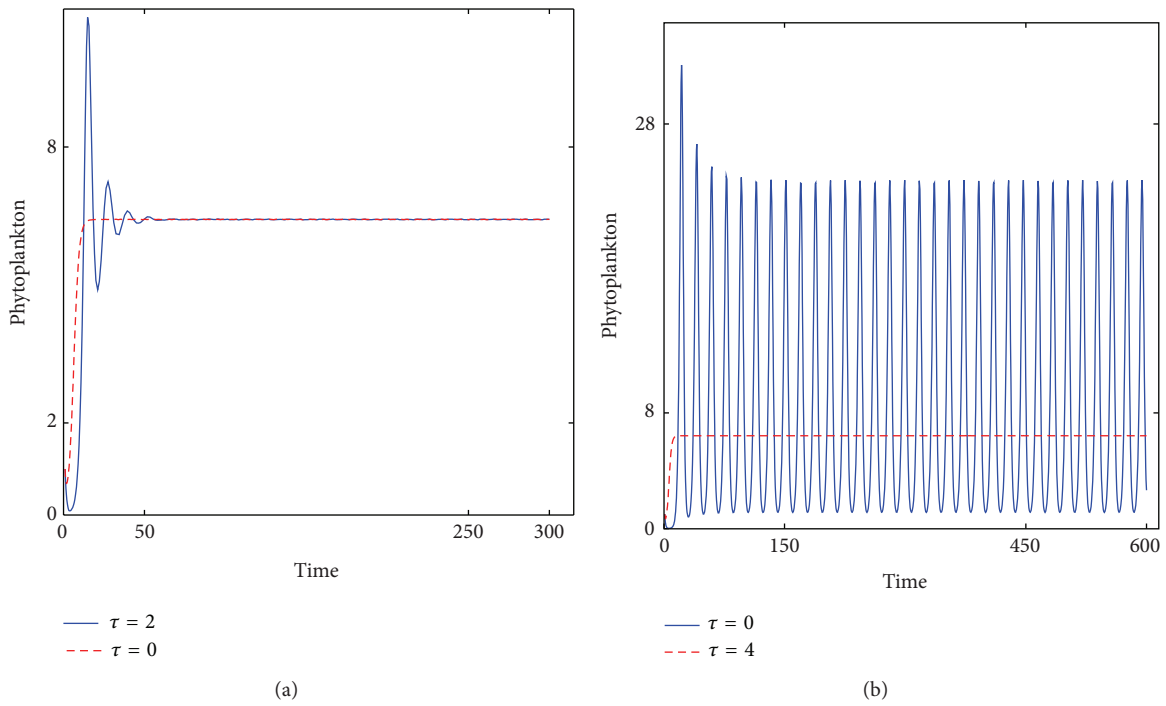 8
2
0
0
50
250
300
Phytoplankton
Time
τ = 2
τ = 0
(a)
28
8
0
0
150
450
600
Phytoplankton
Time
τ = 0
τ = 4
(b)